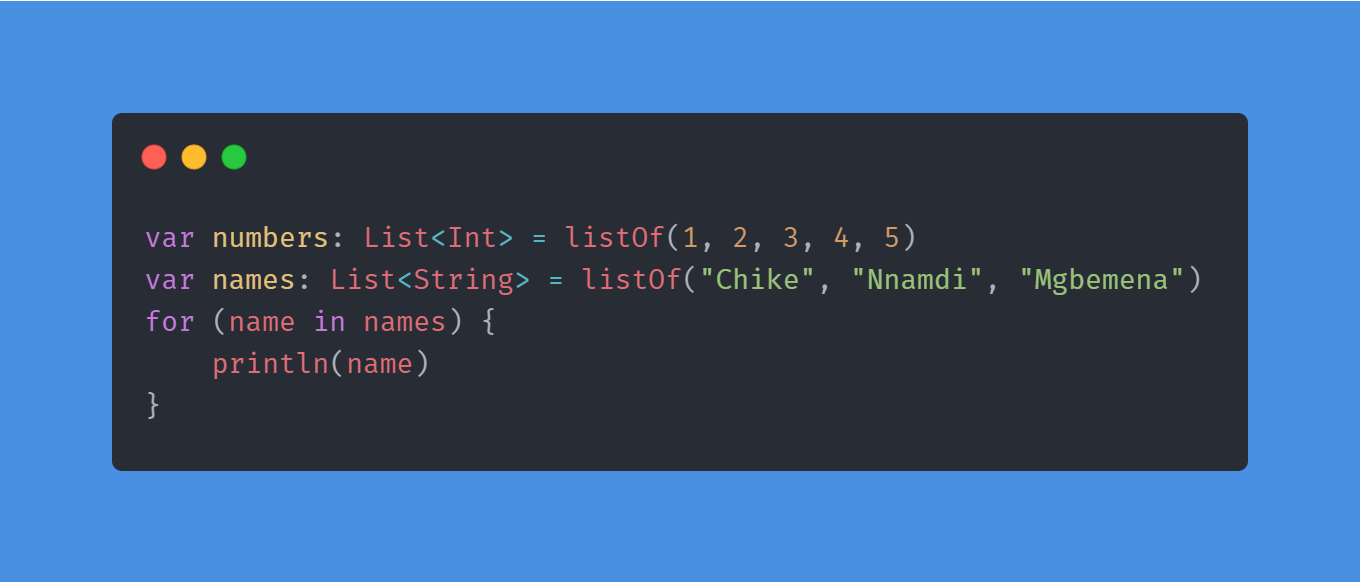 var numbers: List<Int> = listOf(1, 2, 3, 4, 5)
var names: List<String> = listOf("Chike", "Nnamdi", "Mgbemena")
for (name in names) {
    println(name)
}